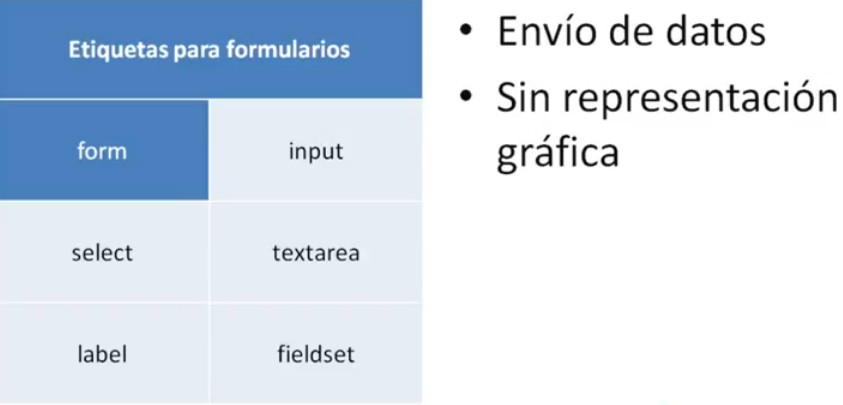 Etiquetas para formularios
form
input
select
textarea
label
fieldset
• Envío de datos
• Sin representación
gráfica